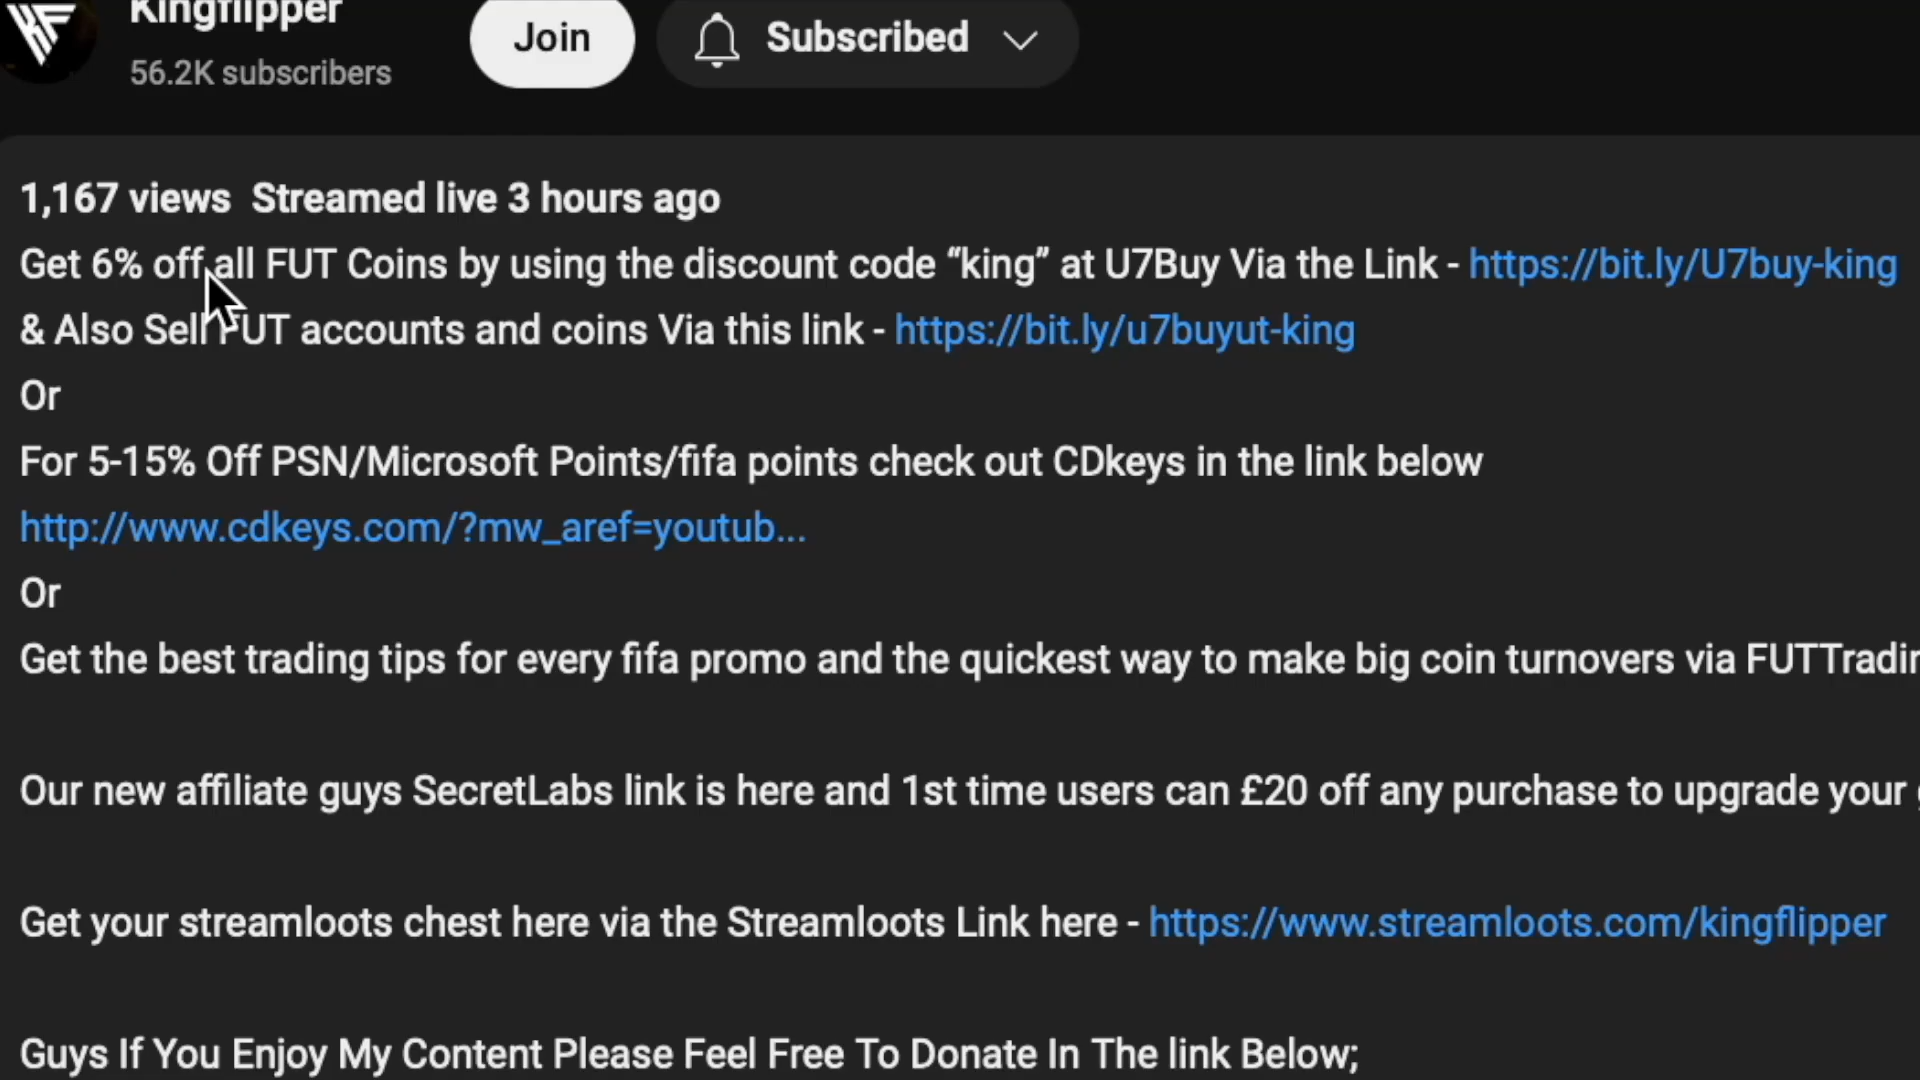 Kingflipper
56.2K subscribers
Join
Subscribed
1,167 views Streamed live 3 hours ago
Get 6% off all FUT Coins by using the discount code “king” at U7Buy Via the Link - https://bit.ly/U7buy-king
& Also Sell FUT accounts and coins Via this link - https://bit.ly/u7buyut-king
Or
For 5-15% Off PSN/Microsoft Points/fifa points check out CDkeys in the link below
http://www.cdkeys.com/?mw_aref=youtub...
Or
Get the best trading tips for every fifa promo and the quickest way to make big coin turnovers via
Our new affiliate guys SecretLabs link is here and 1st time users can £20 off any purchase to upgrade your
Get your streamloots chest here via the Streamloots Link here - https://www.streamloots.com/kingflipper
Guys If You Enjoy My Content Please Feel Free To Donate In The link Below;